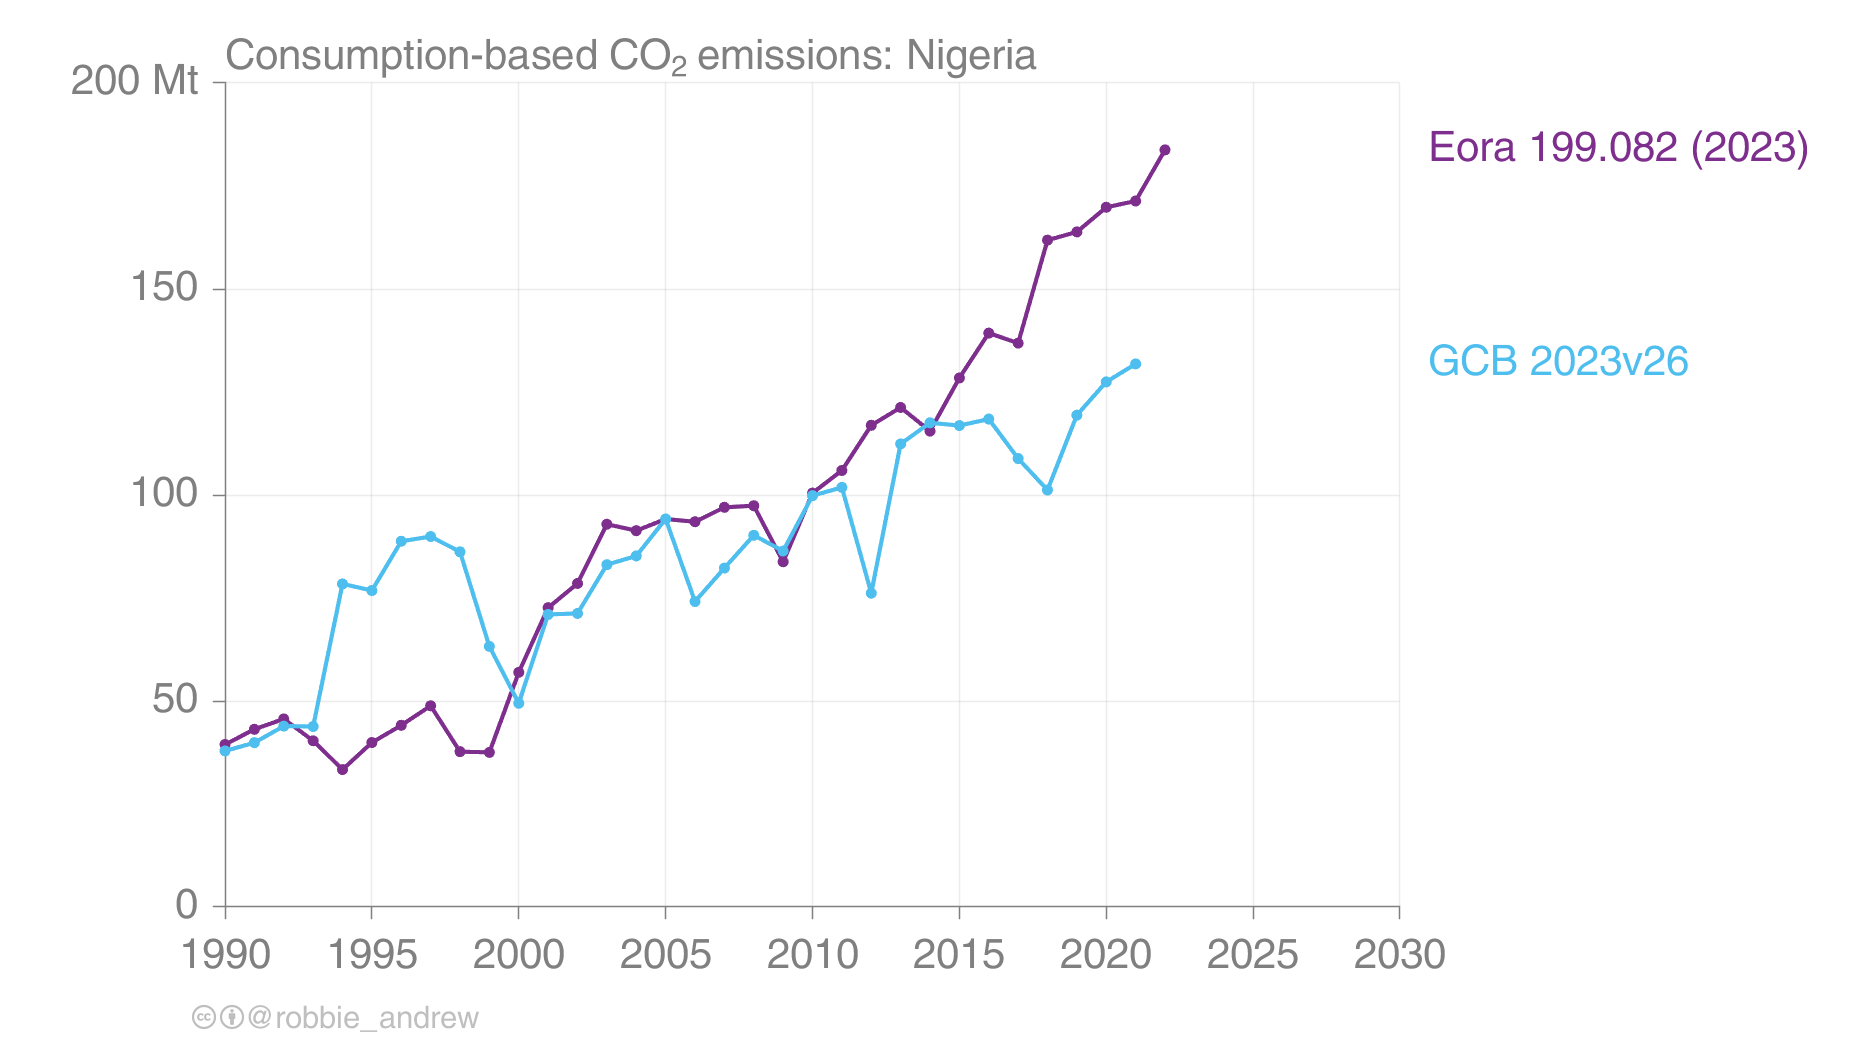 Consumption-based CO₂ emissions: Nigeria
200 Mt
150
100
50
0
1990 1995 2000 2005 2010 2015 2020 2025 2030
Eora 199.082 (2023)
GCB 2023v26
@robbie_andrew